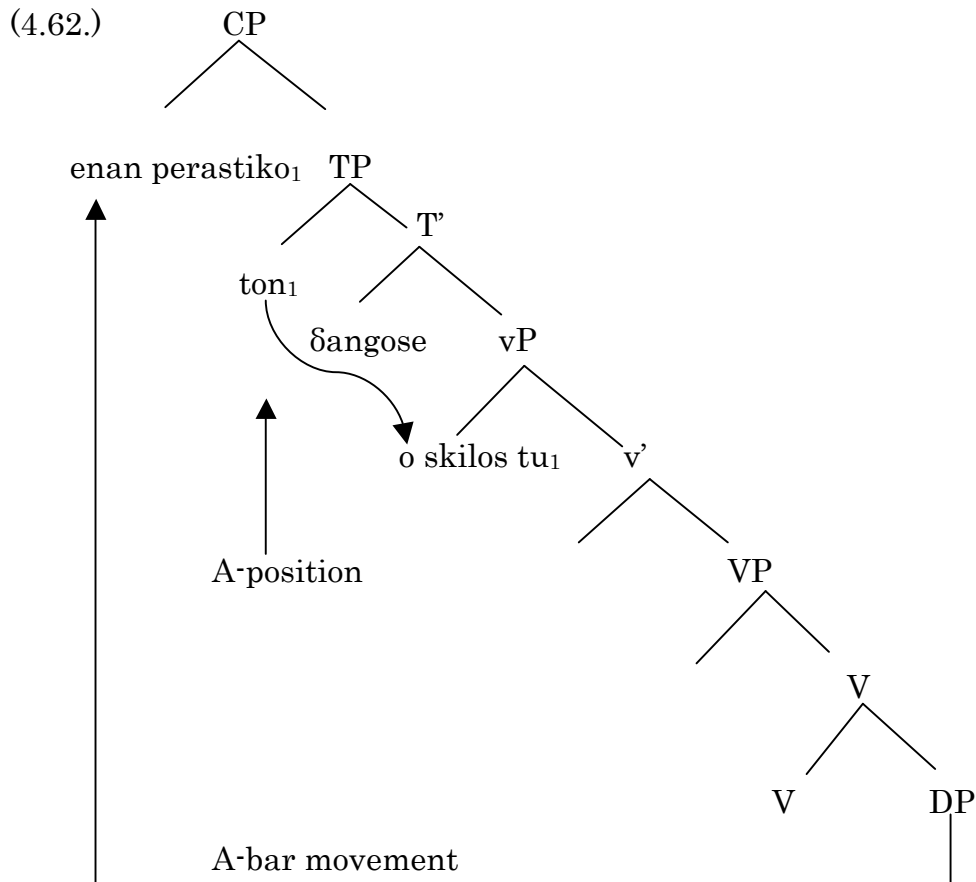 (4.62.) CP
enan perastiko₁ TP
T’
ton₁
δangose vP
o skilos tu₁ v’
A-position VP
V
V DP
A-bar movement